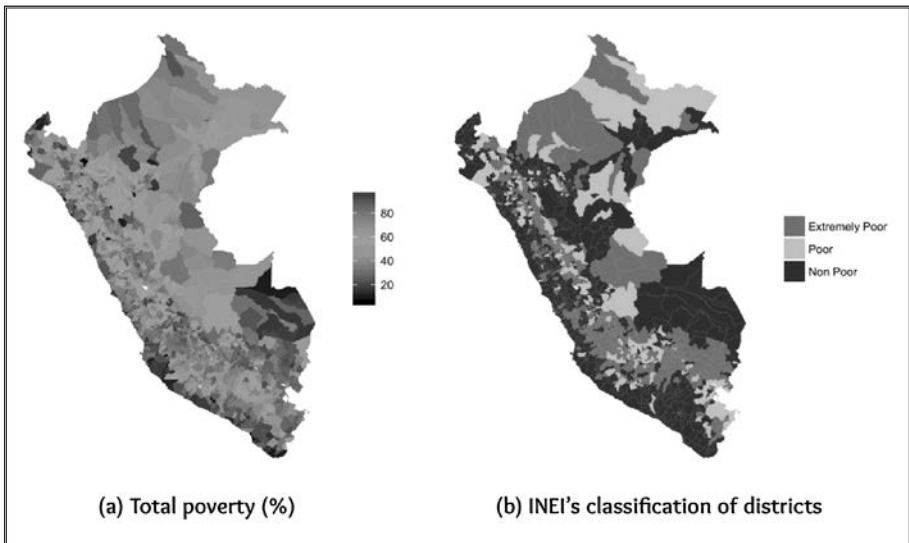 80
60
40
20
Extremely Poor
Poor
Non Poor
(a) Total poverty (%)
(b) INEI’s classification of districts